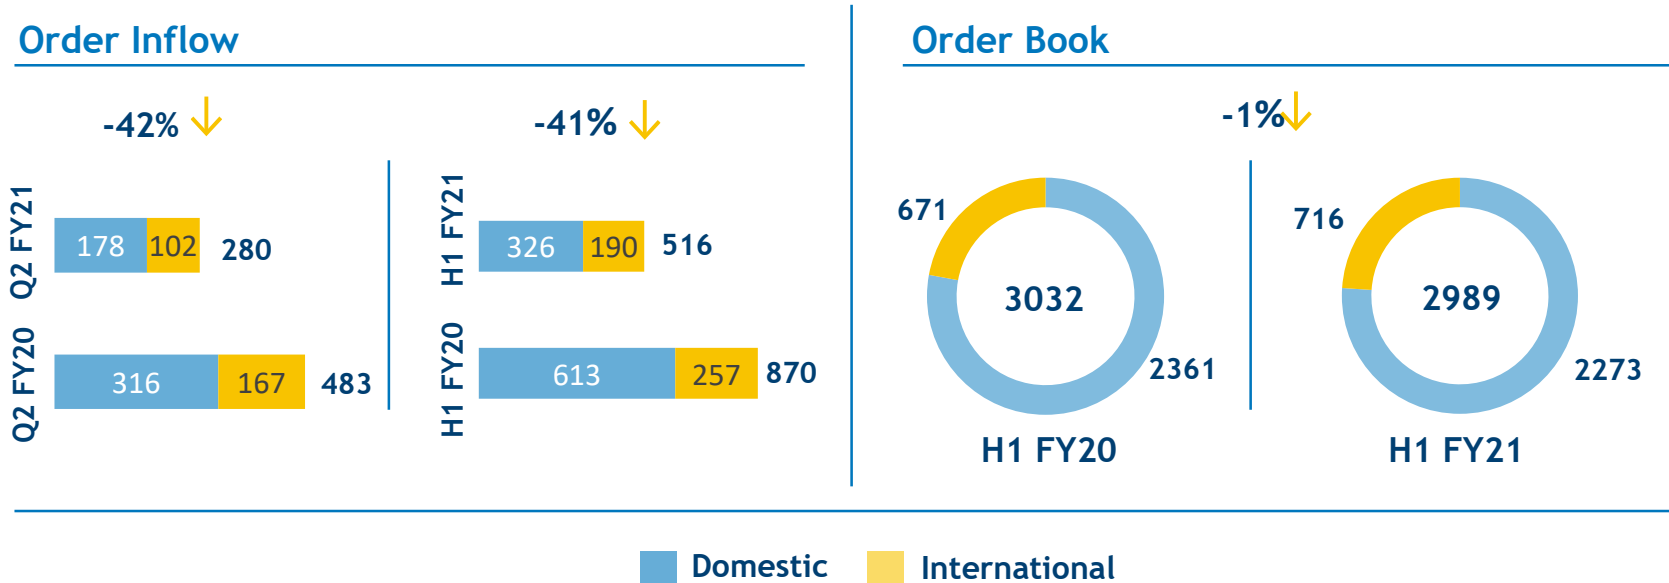 Order Inflow
-42%
Q2 FY21
178
102
280
Q2 FY20
316
167
483
-41%
H1 FY21
326
190
516
H1 FY20
613
257
870
Order Book
-1%
671
3032
2361
H1 FY20
716
2989
2273
H1 FY21
Domestic
International